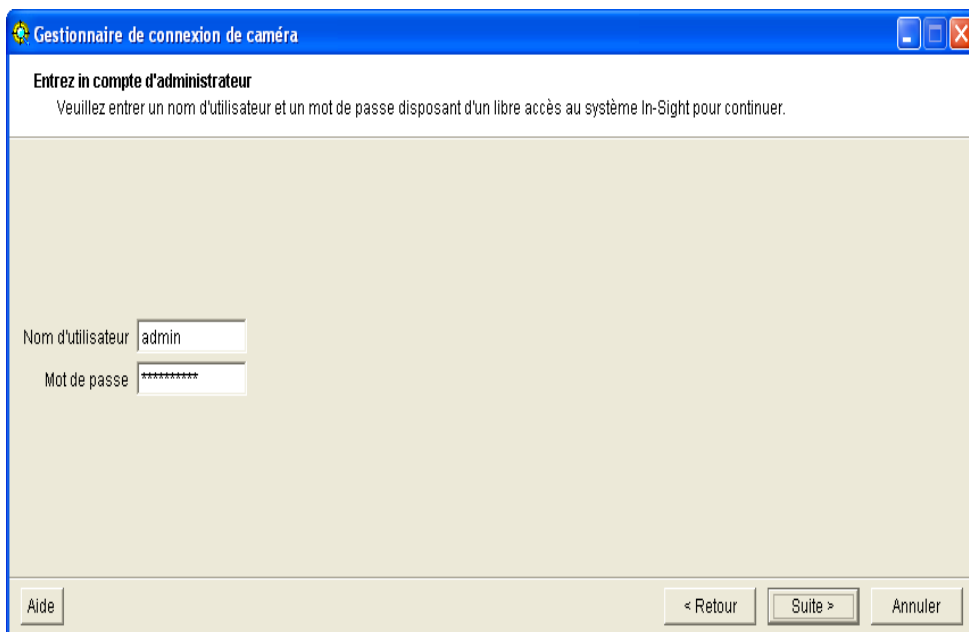 Gestionnaire de connexion de caméra
Entrez in compte d'administrateur
Veuillez entrer un nom d'utilisateur et un mot de passe disposant d'un libre accès au système In-Sight pour continuer.
Nom d'utilisateur admin
Mot de passe **********
Aide < Retour Suite > Annuler